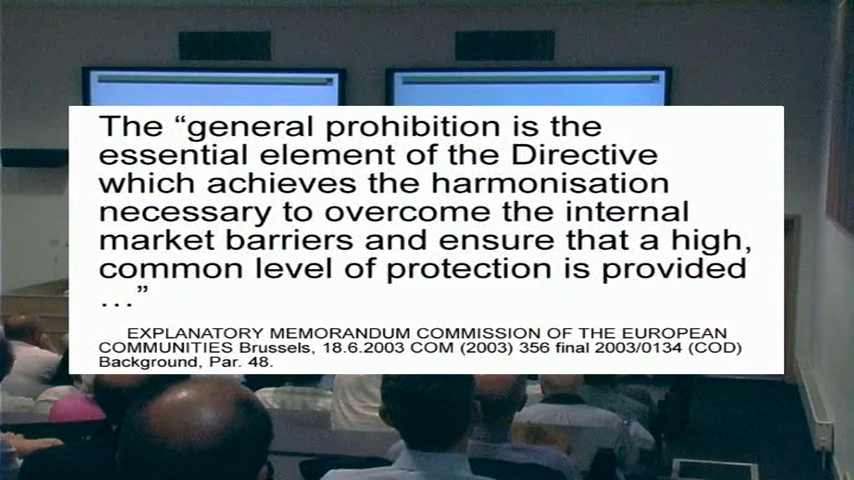 The “general prohibition is the
essential element of the Directive
which achieves the harmonisation
necessary to overcome the internal
market barriers and ensure that a high,
common level of protection is provided
…”
EXPLANATORY MEMORANDUM COMMISSION OF THE EUROPEAN
COMMUNITIES Brussels, 18.6.2003 COM (2003) 356 final 2003/0134 (COD)
Background, Par. 48.